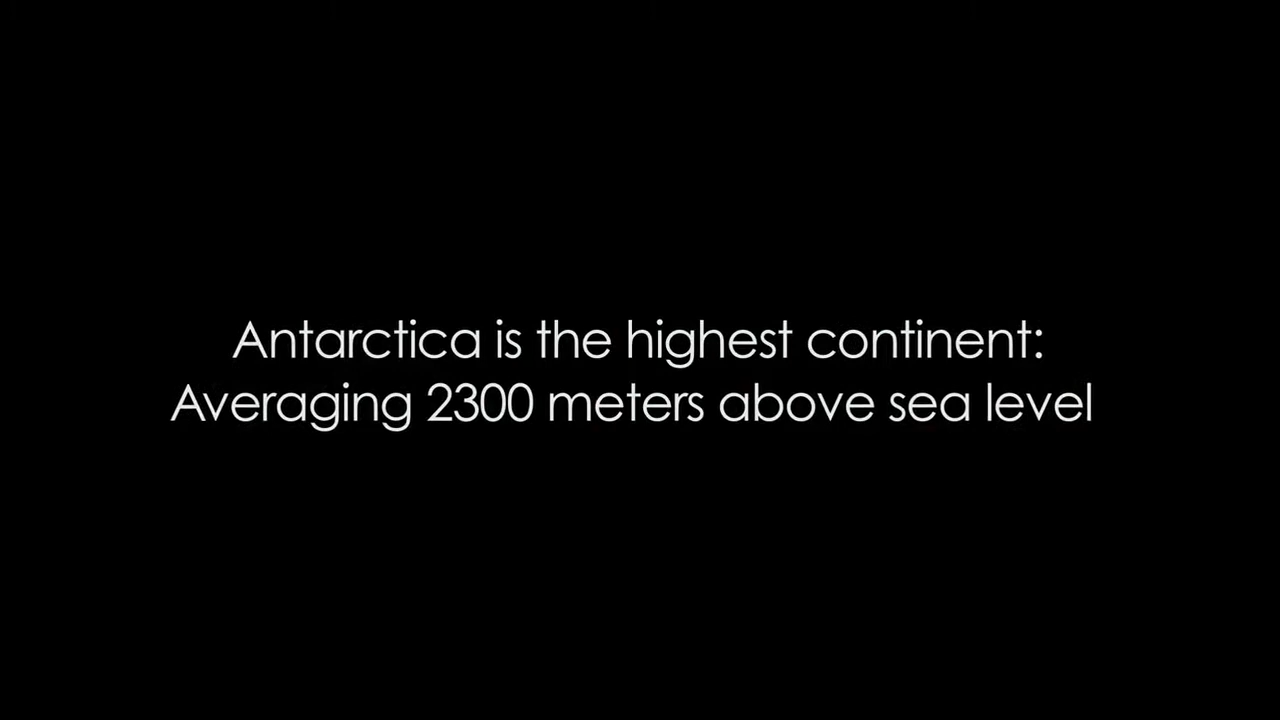 Antarctica is the highest continent:
Averaging 2300 meters above sea level